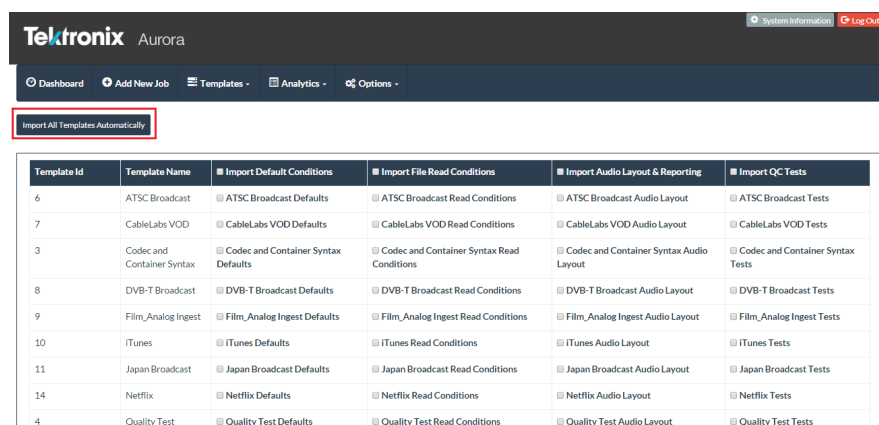 System Information Log Out
Tektronix Aurora
Dashboard Add New Job Templates Analytics Options
Import All Templates Automatically
Template Id Template Name Import Default Conditions Import File Read Conditions Import Audio Layout & Reporting Import QC Tests
6 ATSC Broadcast ATSC Broadcast Defaults ATSC Broadcast Read Conditions ATSC Broadcast Audio Layout ATSC Broadcast Tests
7 CableLabs VOD CableLabs VOD Defaults CableLabs VOD Read Conditions CableLabs VOD Audio Layout CableLabs VOD Tests
3 Codec and Codec and Container Syntax Codec and Container Syntax Read Codec and Container Syntax Audio Codec and Container Syntax
Container Syntax Defaults Conditions Layout Tests
8 DVB-T Broadcast DVB-T Broadcast Defaults DVB-T Broadcast Read Conditions DVB-T Broadcast Audio Layout DVB-T Broadcast Tests
9 Film_Analog Ingest Film_Analog Ingest Defaults Film_Analog Ingest Read Conditions Film_Analog Ingest Audio Layout Film_Analog Ingest Tests
10 iTunes iTunes Defaults iTunes Read Conditions iTunes Audio Layout iTunes Tests
11 Japan Broadcast Japan Broadcast Defaults Japan Broadcast Read Conditions Japan Broadcast Audio Layout Japan Broadcast Tests
14 Netflix Netflix Defaults Netflix Read Conditions Netflix Audio Layout Netflix Tests
4 Quality Test Quality Test Defaults Quality Test Read Conditions Quality Test Audio Layout Quality Test Tests